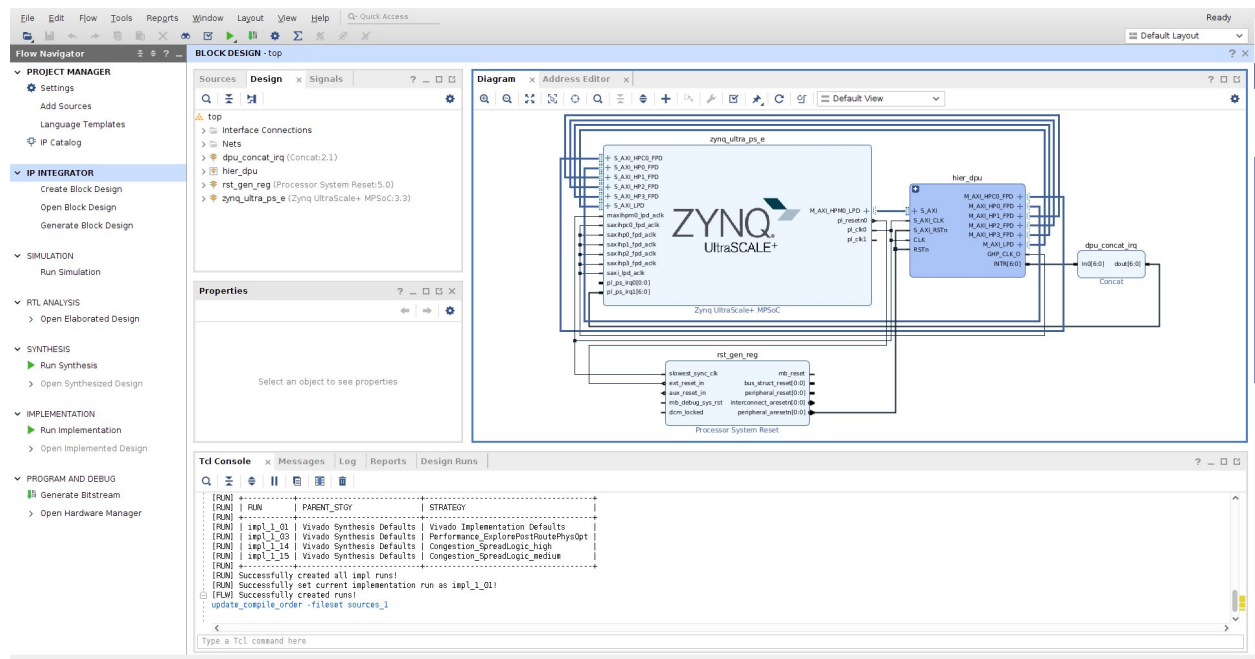 File Edit Flow Tools Reports Window Layout View Help Q- Quick Access Ready
Default Layout
Flow Navigator ? _
BLOCK DESIGN - top ? ×
PROJECT MANAGER
Settings
Add Sources
Language Templates
IP Catalog
IP INTEGRATOR
Create Block Design
Open Block Design
Generate Block Design
SIMULATION
Run Simulation
RTL ANALYSIS
Open Elaborated Design
SYNTHESIS
Run Synthesis
Open Synthesized Design
IMPLEMENTATION
Run Implementation
Open Implemented Design
PROGRAM AND DEBUG
Generate Bitstream
Open Hardware Manager
Sources Design × Signals
top
Interface Connections
Nets
dpu_concat_irq (Concat:2.1)
hier_dpu
rst_gen_reg (Processor System Reset:5.0)
zynq_ultra_ps_e (Zynq UltraScale+ MPSoC:3.3)
Properties
Select an object to see properties
Diagram × Address Editor ×
Default View
zynq_ultra_ps_e
S_AXI_HPC0_FPD
S_AXI_HP0_FPD
S_AXI_HP1_FPD
S_AXI_HP2_FPD
S_AXI_HP3_FPD
S_AXI_LPD
maxihpm0_lpd_aclk
saxihpc0_fpd_aclk
saxihp0_fpd_aclk
saxihp1_fpd_aclk
saxihp2_fpd_aclk
saxihp3_fpd_aclk
saxi_lpd_aclk
pl_ps_irq0[0:0]
pl_ps_irq1[6:0]
ZYNQ
UltraSCALE+
M_AXI_HPM0_LPD
pl_resetn0
pl_clk0
pl_clk1
Zynq UltraScale+ MPSoC
hier_dpu
S_AXI
S_AXI_CLK
S_AXI_RSTn
CLK
RSTn
M_AXI_HPC0_FPD
M_AXI_HP0_FPD
M_AXI_HP1_FPD
M_AXI_HP2_FPD
M_AXI_HP3_FPD
M_AXI_LPD
GHP_CLK_O
INTR[6:0]
dpu_concat_irq
In0[6:0] dout[6:0]
Concat
rst_gen_reg
slowest_sync_clk mb_reset
ext_reset_in bus_struct_reset[0:0]
aux_reset_in peripheral_reset[0:0]
mb_debug_sys_rst interconnect_aresetn[0:0]
dcm_locked peripheral_aresetn[0:0]
Processor System Reset
Tcl Console × Messages Log Reports Design Runs
[RUN] +----------+---------------------------+-----------------------------------+
[RUN] | RUN | PARENT_STGY | STRATEGY |
[RUN] +----------+---------------------------+-----------------------------------+
[RUN] | impl_1_01 | Vivado Synthesis Defaults | Vivado Implementation Defaults |
[RUN] | impl_1_03 | Vivado Synthesis Defaults | Performance_ExplorePostRoutePhysOpt |
[RUN] | impl_1_14 | Vivado Synthesis Defaults | Congestion_SpreadLogic_high |
[RUN] | impl_1_15 | Vivado Synthesis Defaults | Congestion_SpreadLogic_medium |
[RUN] +----------+---------------------------+-----------------------------------+
[RUN] Successfully created all impl runs!
[RUN] Successfully set current implementation run as impl_1_01!
[FLW] Successfully created runs!
update_compile_order -fileset sources_1
Type a Tcl command here